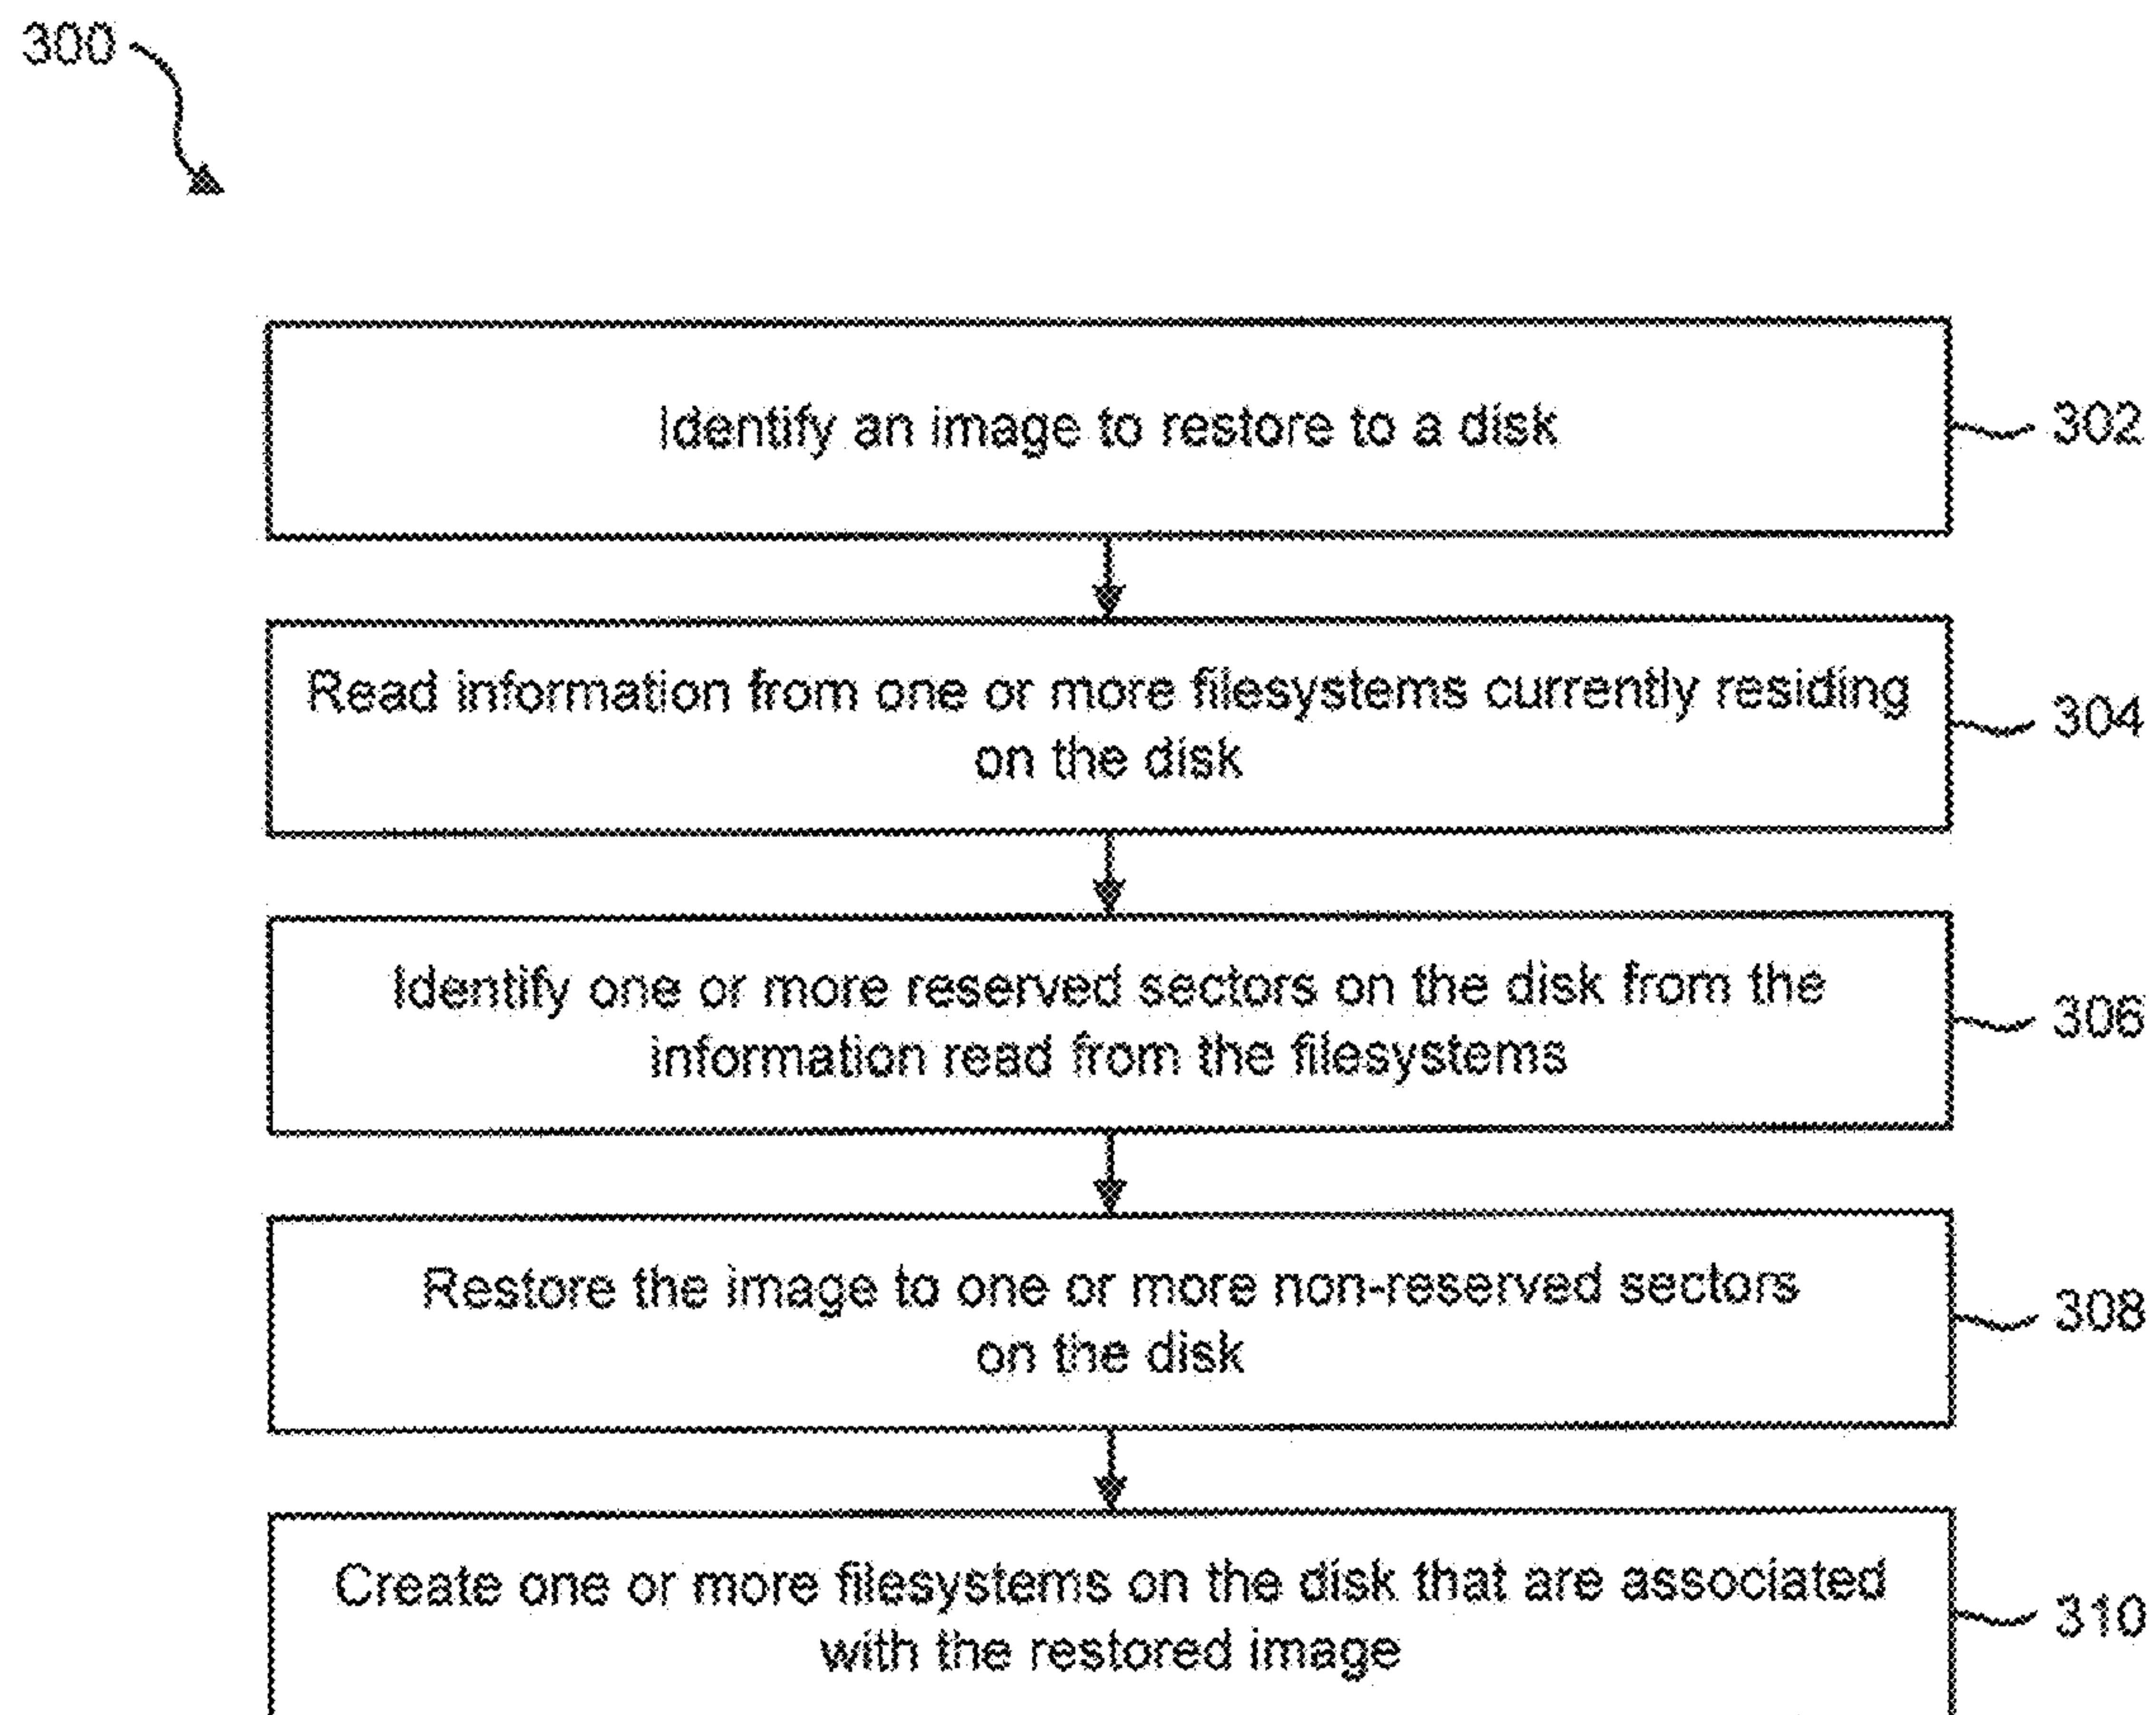 300
Identify an image to restore to a disk
302
Read information from one or more filesystems currently residing
on the disk
304
Identify one or more reserved sectors on the disk from the
information read from the filesystems
306
Restore the image to one or more non-reserved sectors
on the disk
308
Create one or more filesystems on the disk that are associated
with the restored image
310